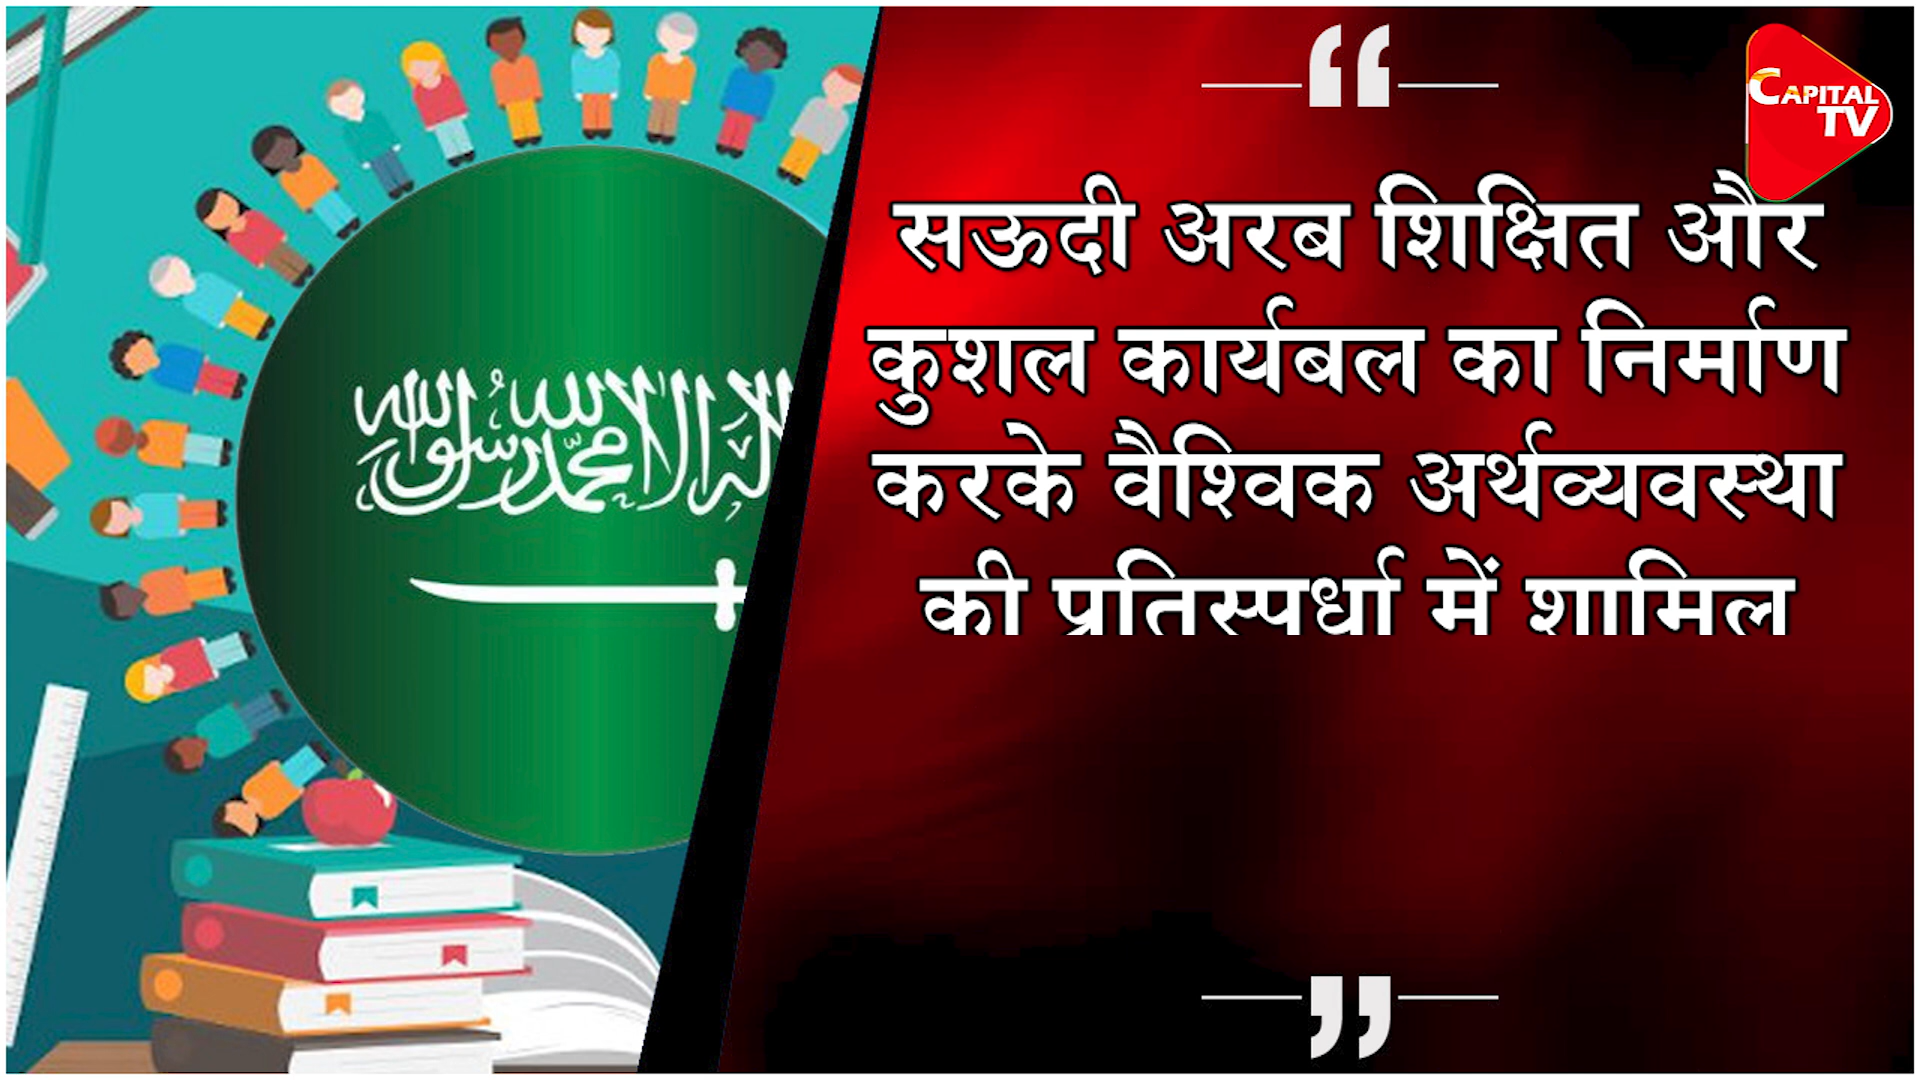 CAPITAL
TV
सऊदी अरब शिक्षित और
कुशल कार्यबल का निर्माण
करके वैश्विक अर्थव्यवस्था
की प्रतिस्पर्धा में शामिल
لا إله إلا الله محمد رسول الله